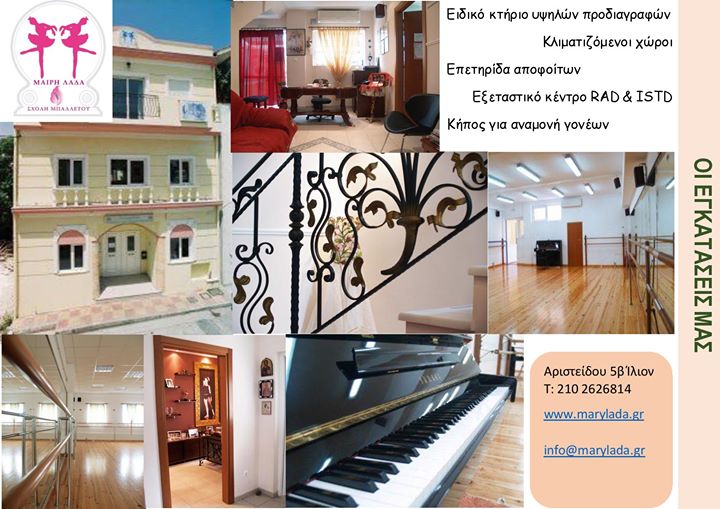 ΜΑΙΡΗ ΛΑΔΑ
ΣΧΟΛΗ ΜΠΑΛΛΕΤΟΥ
Ειδικό κτήριο υψηλών προδιαγραφών
Κλιματιζόμενοι χώροι
Επετηρίδα αποφοίτων
Εξεταστικό κέντρο RAD & ISTD
Κήπος για αναμονή γονέων
ΟΙ ΕΓΚΑΤΑΣΕΙΣ ΜΑΣ
Αριστείδου 5β Ίλιον
Τ: 210 2626814
www.marylada.gr
info@marylada.gr